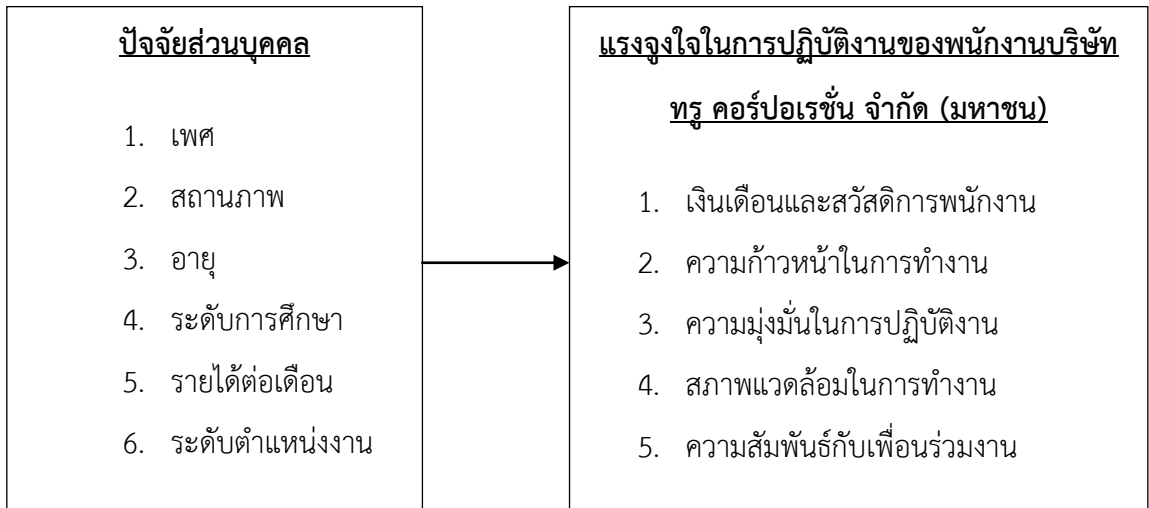 ปัจจัยส่วนบุคคล
1. เพศ
2. สถานภาพ
3. อายุ
4. ระดับการศึกษา
5. รายได้ต่อเดือน
6. ระดับตำแหน่งงาน
แรงจูงใจในการปฏิบัติงานของพนักงานบริษัท
ทรู คอร์ปอเรชั่น จำกัด (มหาชน)
1. เงินเดือนและสวัสดิการพนักงาน
2. ความก้าวหน้าในการทำงาน
3. ความมุ่งมั่นในการปฏิบัติงาน
4. สภาพแวดล้อมในการทำงาน
5. ความสัมพันธ์กับเพื่อนร่วมงาน